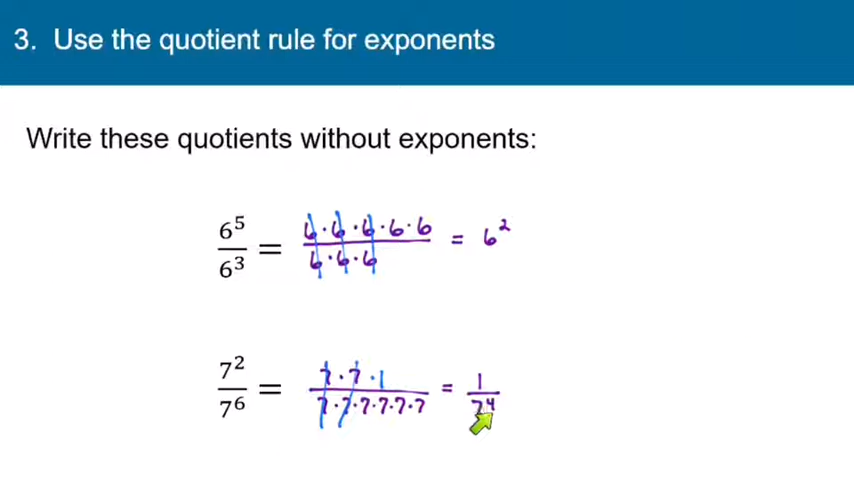 3. Use the quotient rule for exponents
Write these quotients without exponents:
6⁵/6³ = 6·6·6·6·6/6·6·6 = 6²
7²/7⁶ = 7·7·1/7·7·7·7·7·7 = 1/7⁴